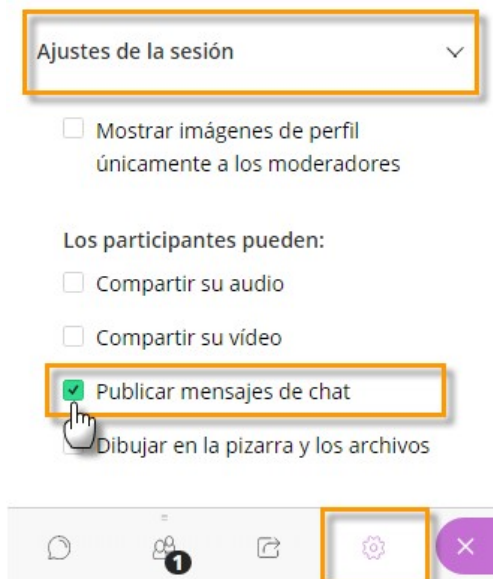 Ajustes de la sesión
Mostrar imágenes de perfil
únicamente a los moderadores
Los participantes pueden:
Compartir su audio
Compartir su vídeo
Publicar mensajes de chat
Dibujar en la pizarra y los archivos
1